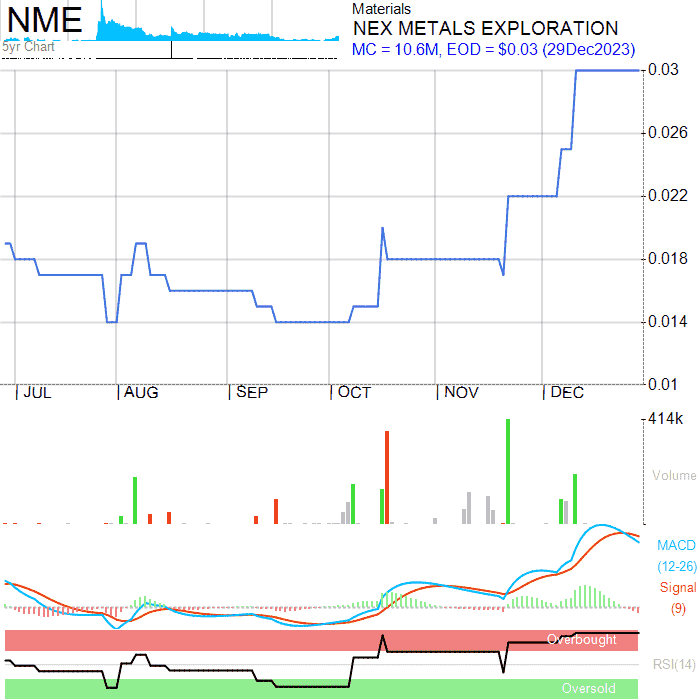 NME
5yr Chart
Materials
NEX METALS EXPLORATION
MC = 10.6M, EOD = $0.03 (29Dec2023)
0.03
0.026
0.022
0.018
0.014
0.01
JUL
AUG
SEP
OCT
NOV
DEC
414k
Volume
MACD
(12-26)
Signal
(9)
Overbought
RSI(14)
Oversold